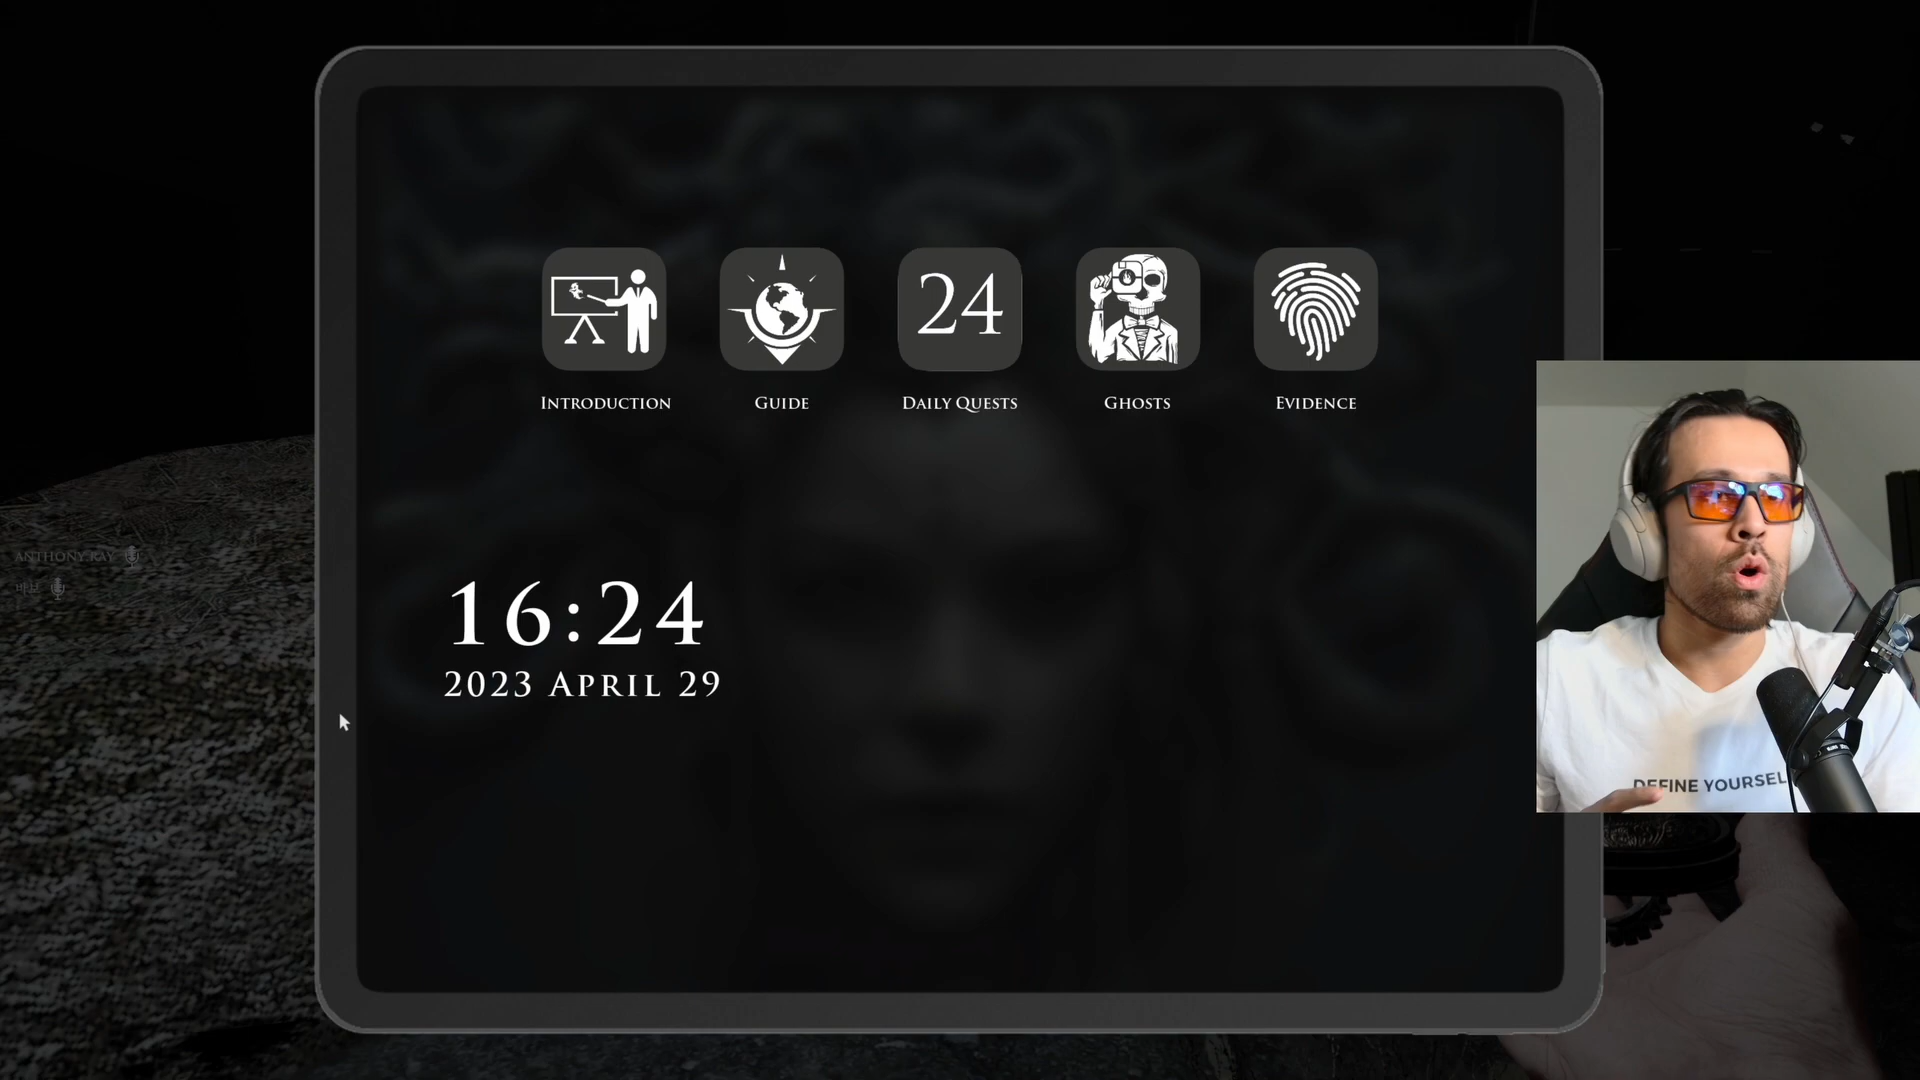 24
INTRODUCTION
GUIDE
DAILY QUESTS
GHOSTS
EVIDENCE
ANTHONY RAY
16:24
2023 APRIL 29
DEFINE YOURSEL